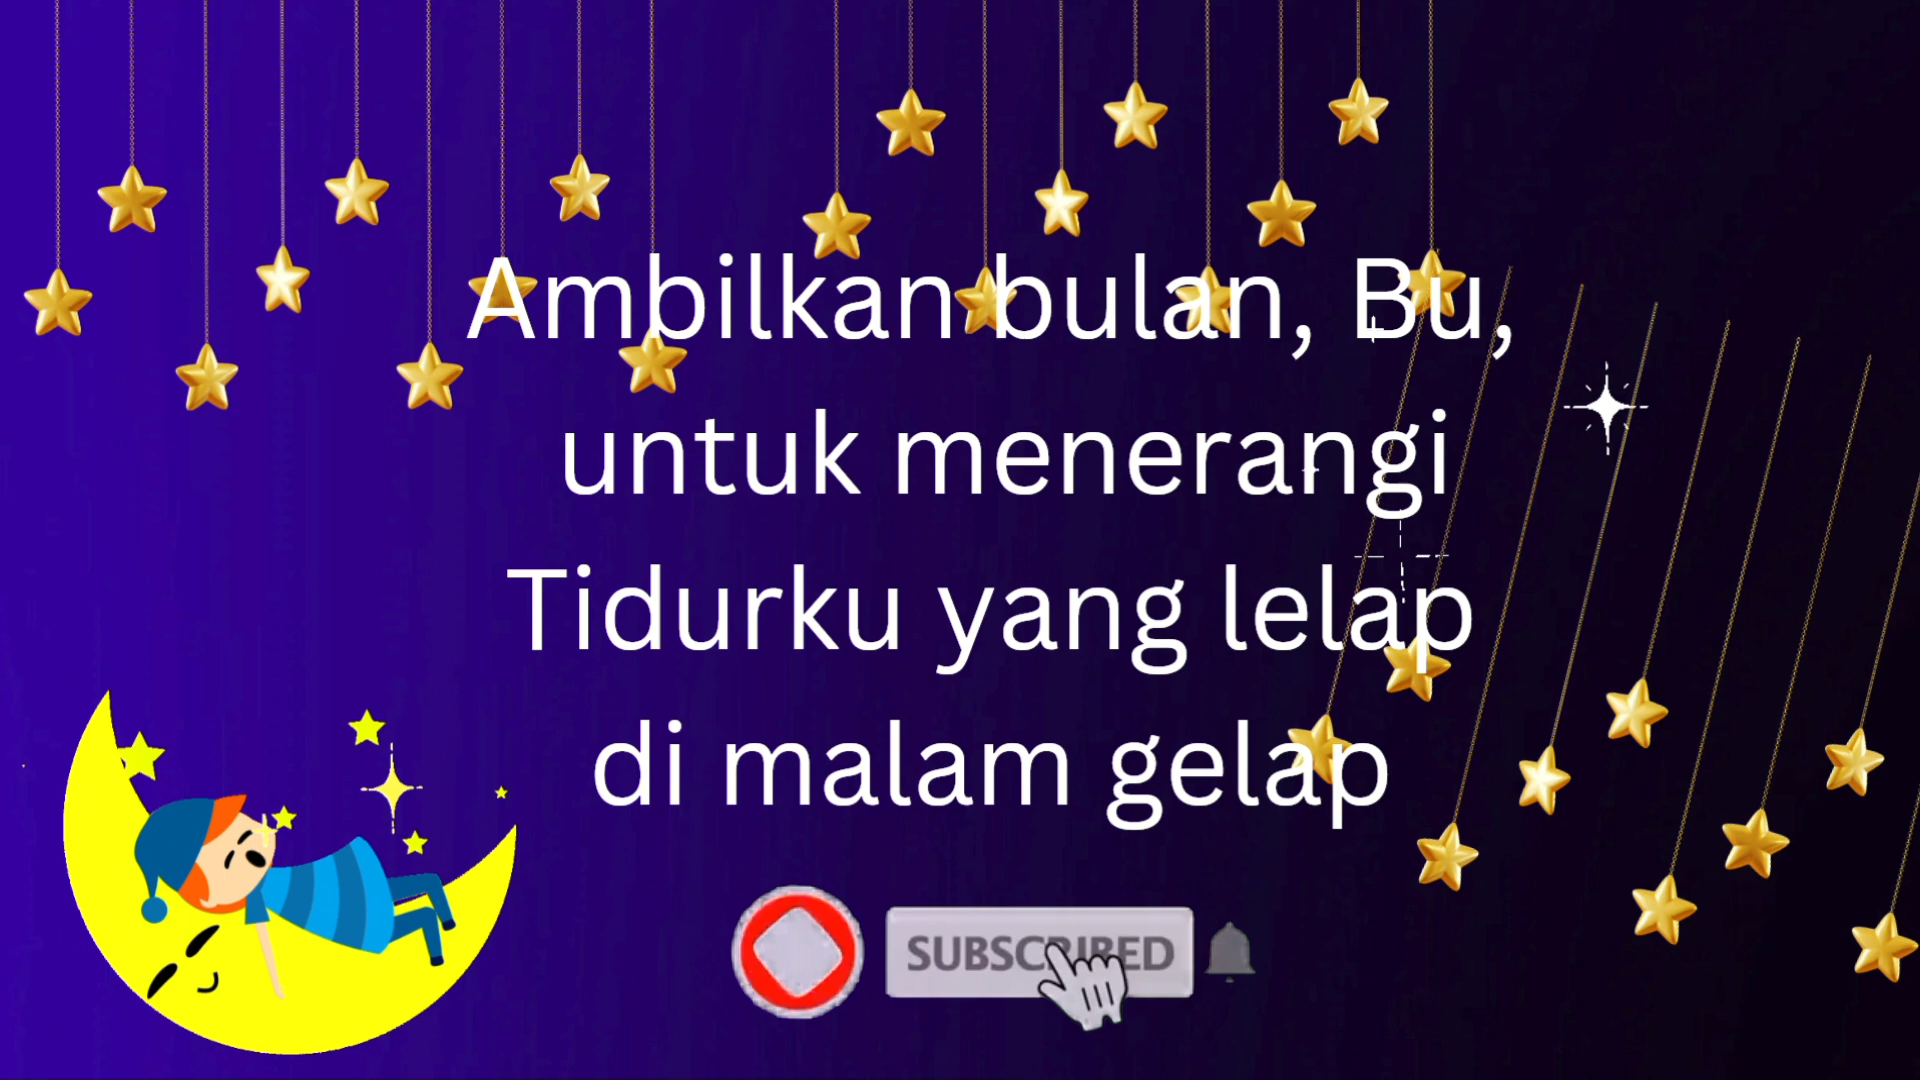 Ambilkan bulan, Bu,
untuk menerangi
Tidurku yang lelap
di malam gelap
SUBSCRIBED